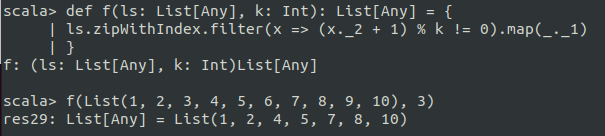 scala> def f(ls: List[Any], k: Int): List[Any] = {
     | ls.zipWithIndex.filter(x => (x._2 + 1) % k != 0).map(_._1)
     | }
f: (ls: List[Any], k: Int)List[Any]

scala> f(List(1, 2, 3, 4, 5, 6, 7, 8, 9, 10), 3)
res29: List[Any] = List(1, 2, 4, 5, 7, 8, 10)